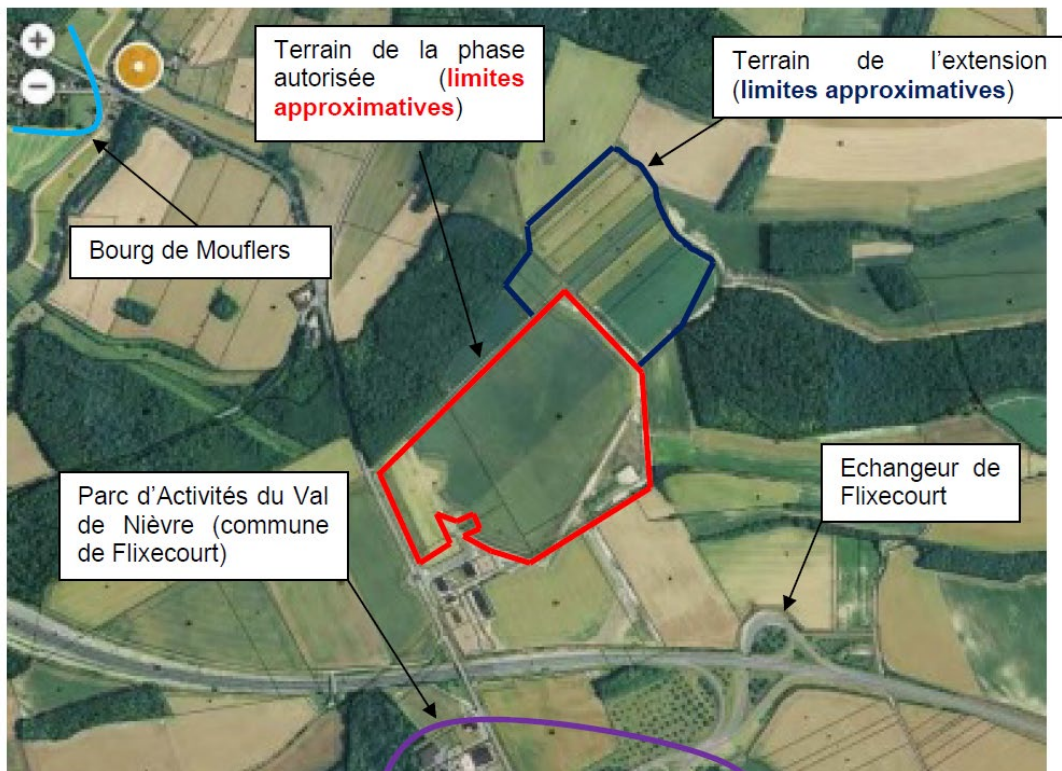 Terrain de la phase
autorisée (limites
approximatives)
Terrain de l'extension
(limites approximatives)
Bourg de Mouflers
Parc d'Activités du Val
de Nièvre (commune
de Flixecourt)
Echangeur de
Flixecourt